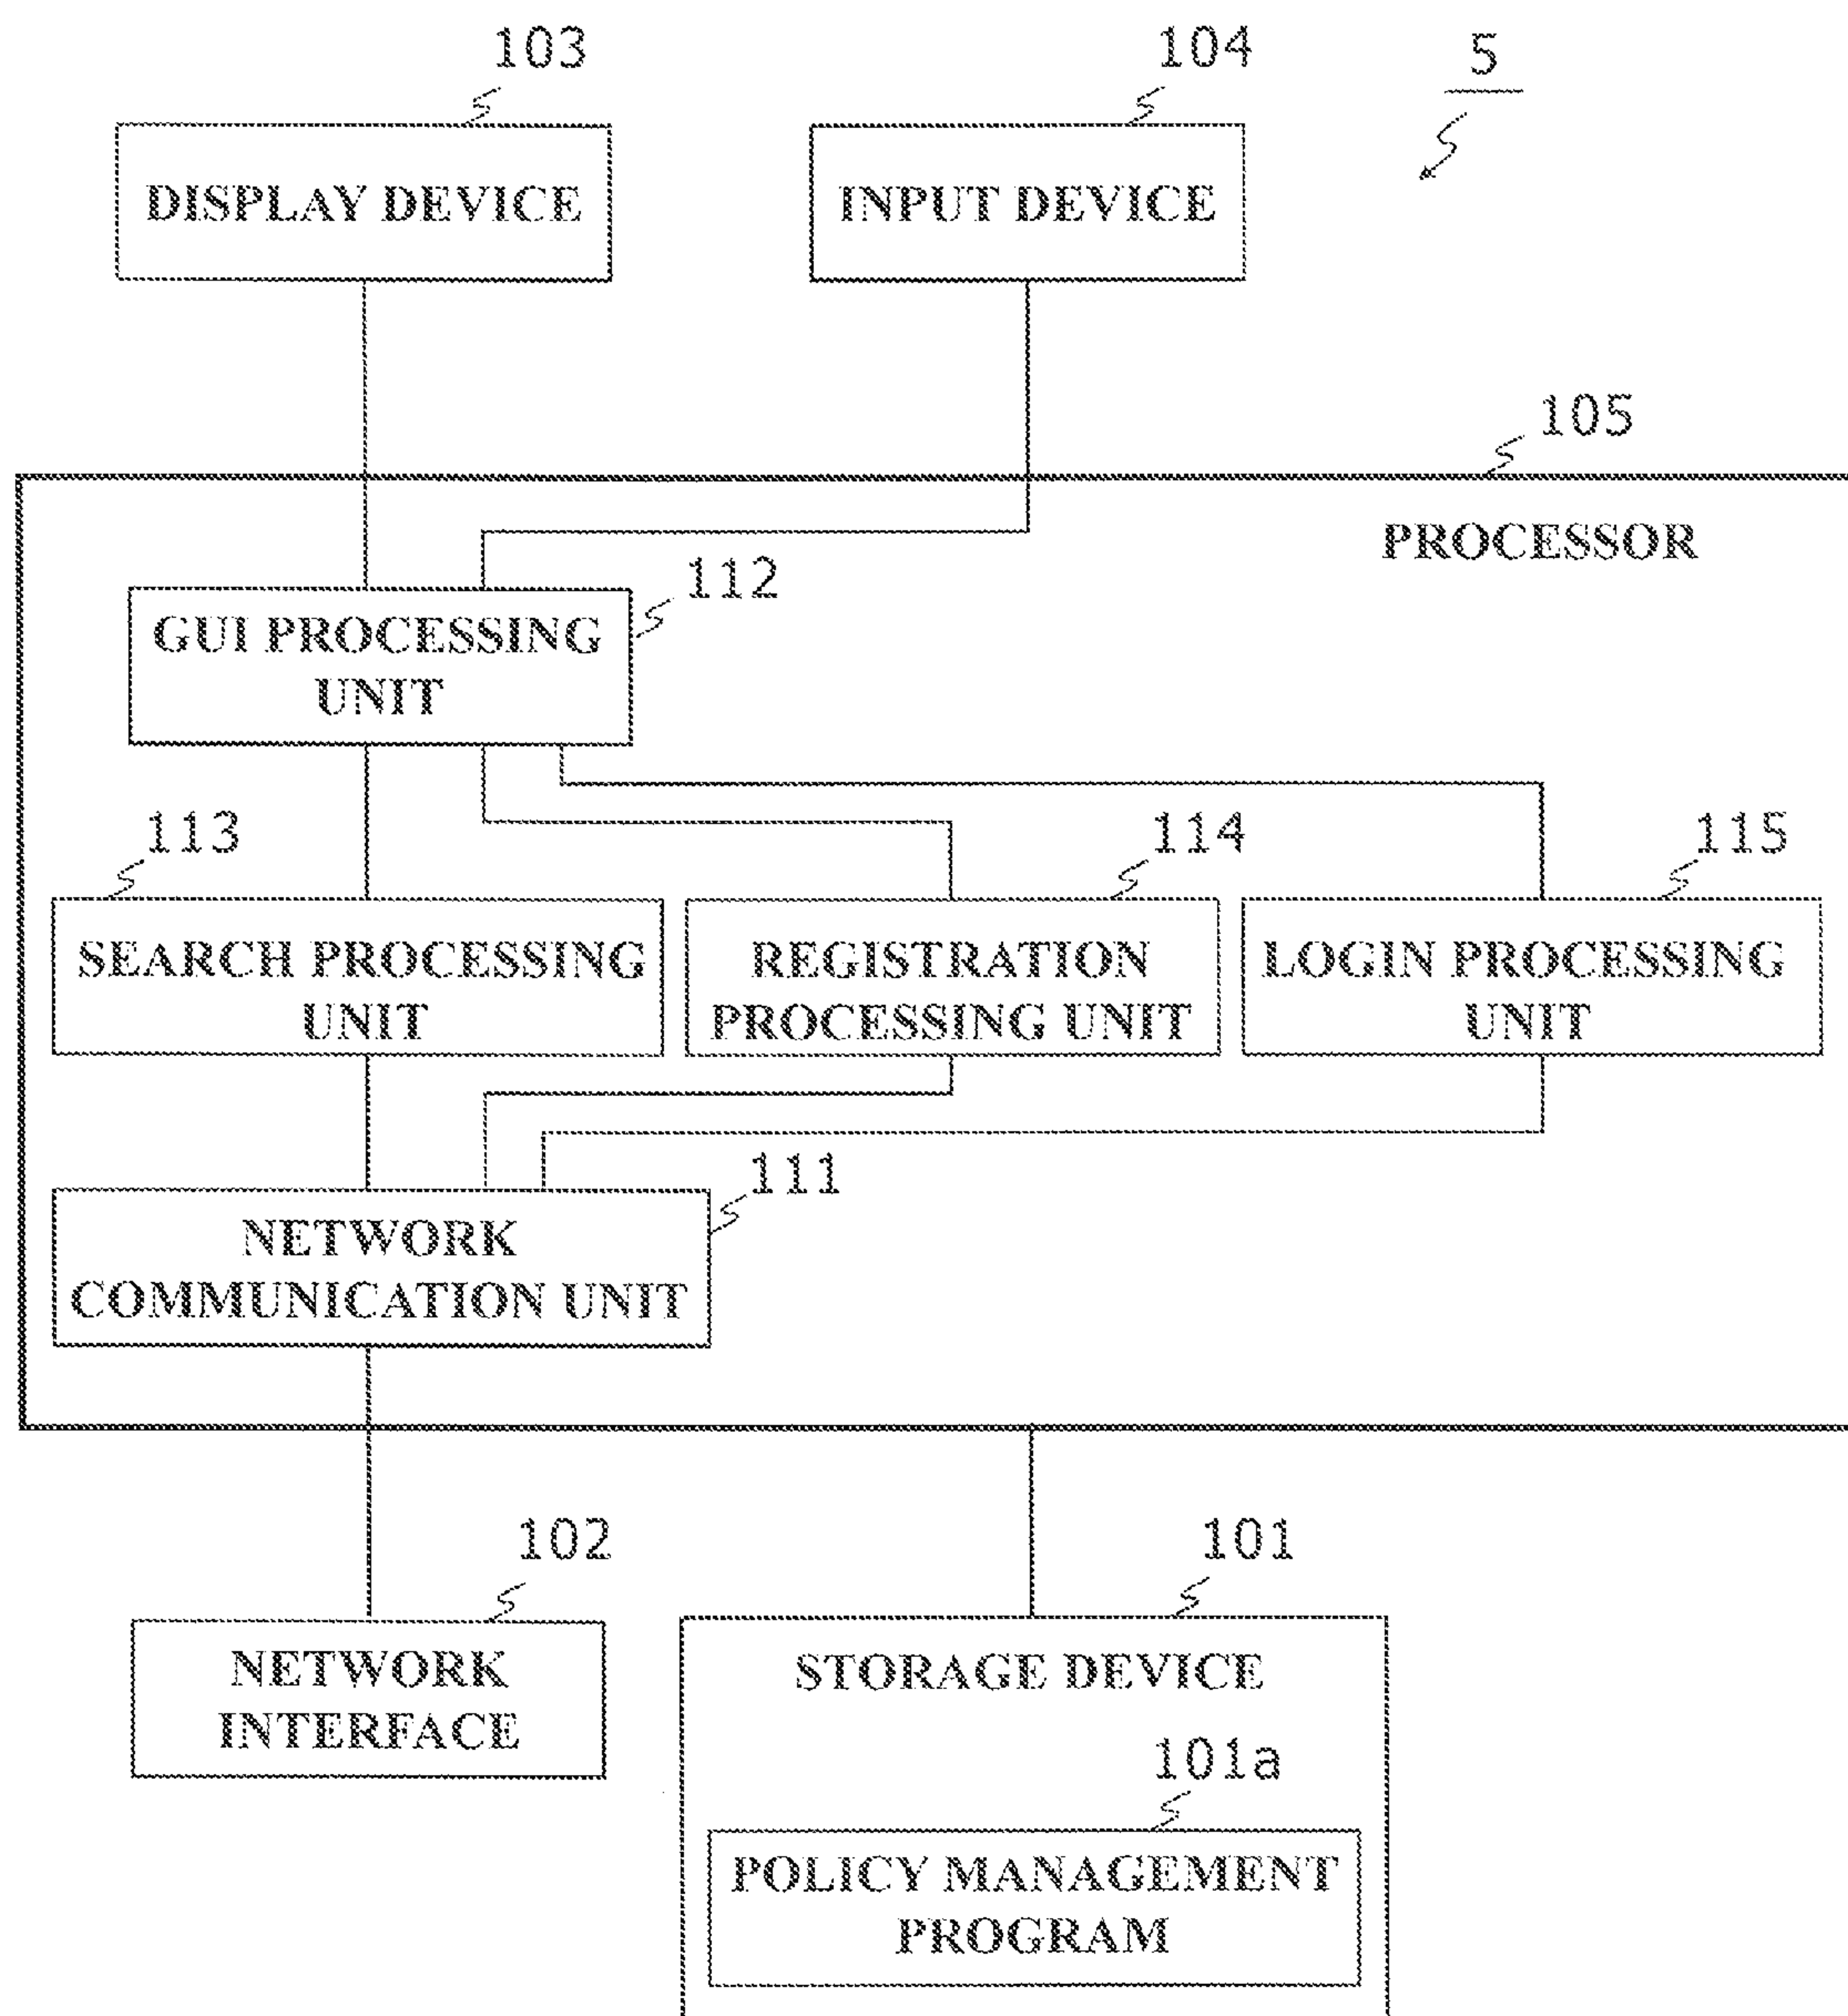 103
104
5
DISPLAY DEVICE
INPUT DEVICE
105
PROCESSOR
112
GUI PROCESSING
UNIT
113
114
115
SEARCH PROCESSING
UNIT
REGISTRATION
PROCESSING UNIT
LOGIN PROCESSING
UNIT
111
NETWORK
COMMUNICATION UNIT
102
101
NETWORK
INTERFACE
STORAGE DEVICE
101a
POLICY MANAGEMENT
PROGRAM